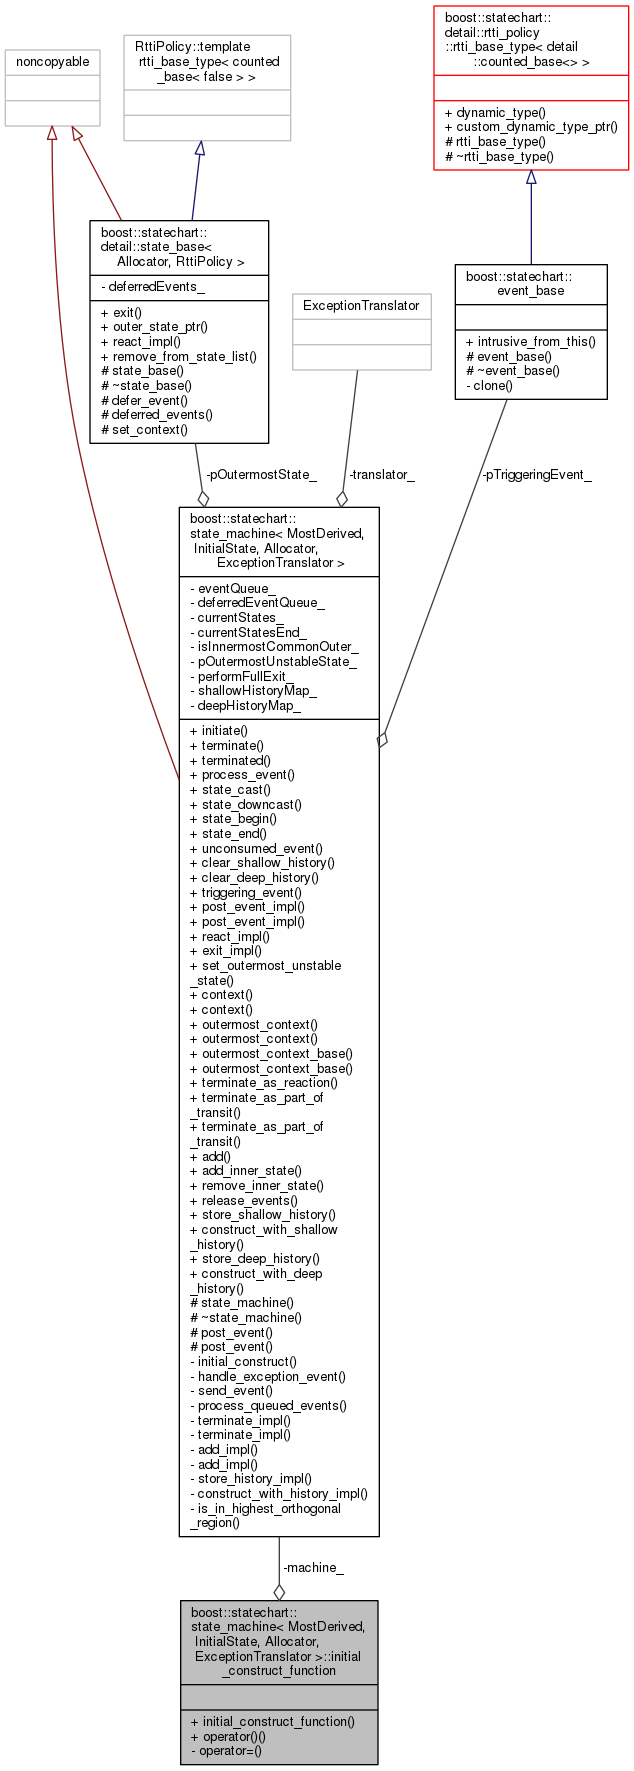 noncopyable
RttiPolicy::template
rtti_base_type< counted
_base< false > >
boost::statechart::
detail::rtti_policy
::rtti_base_type< detail
::counted_base<> >
+ dynamic_type()
+ custom_dynamic_type_ptr()
# rtti_base_type()
# ~rtti_base_type()
boost::statechart::
detail::state_base<
Allocator, RttiPolicy >
- deferredEvents_
+ exit()
+ outer_state_ptr()
+ react_impl()
+ remove_from_state_list()
# state_base()
# ~state_base()
# defer_event()
# deferred_events()
# set_context()
ExceptionTranslator
boost::statechart::
event_base
+ intrusive_from_this()
# event_base()
# ~event_base()
- clone()
-pOutermostState_
-translator_
-pTriggeringEvent_
boost::statechart::
state_machine< MostDerived,
InitialState, Allocator,
ExceptionTranslator >
- eventQueue_
- deferredEventQueue_
- currentStates_
- currentStatesEnd_
- isInnermostCommonOuter_
- pOutermostUnstableState_
- performFullExit_
- shallowHistoryMap_
- deepHistoryMap_
+ initiate()
+ terminate()
+ terminated()
+ process_event()
+ state_cast()
+ state_downcast()
+ state_begin()
+ state_end()
+ unconsumed_event()
+ clear_shallow_history()
+ clear_deep_history()
+ triggering_event()
+ post_event_impl()
+ post_event_impl()
+ react_impl()
+ exit_impl()
+ set_outermost_unstable
_state()
+ context()
+ context()
+ outermost_context()
+ outermost_context()
+ outermost_context_base()
+ outermost_context_base()
+ terminate_as_reaction()
+ terminate_as_part_of
_transit()
+ terminate_as_part_of
_transit()
+ add()
+ add_inner_state()
+ remove_inner_state()
+ release_events()
+ store_shallow_history()
+ construct_with_shallow
_history()
+ store_deep_history()
+ construct_with_deep
_history()
# state_machine()
# ~state_machine()
# post_event()
# post_event()
- initial_construct()
- handle_exception_event()
- send_event()
- process_queued_events()
- terminate_impl()
- terminate_impl()
- add_impl()
- add_impl()
- store_history_impl()
- construct_with_history_impl()
- is_in_highest_orthogonal
_region()
-machine_
boost::statechart::
state_machine< MostDerived,
InitialState, Allocator,
ExceptionTranslator >::initial
_construct_function
+ initial_construct_function()
+ operator()()
- operator=()